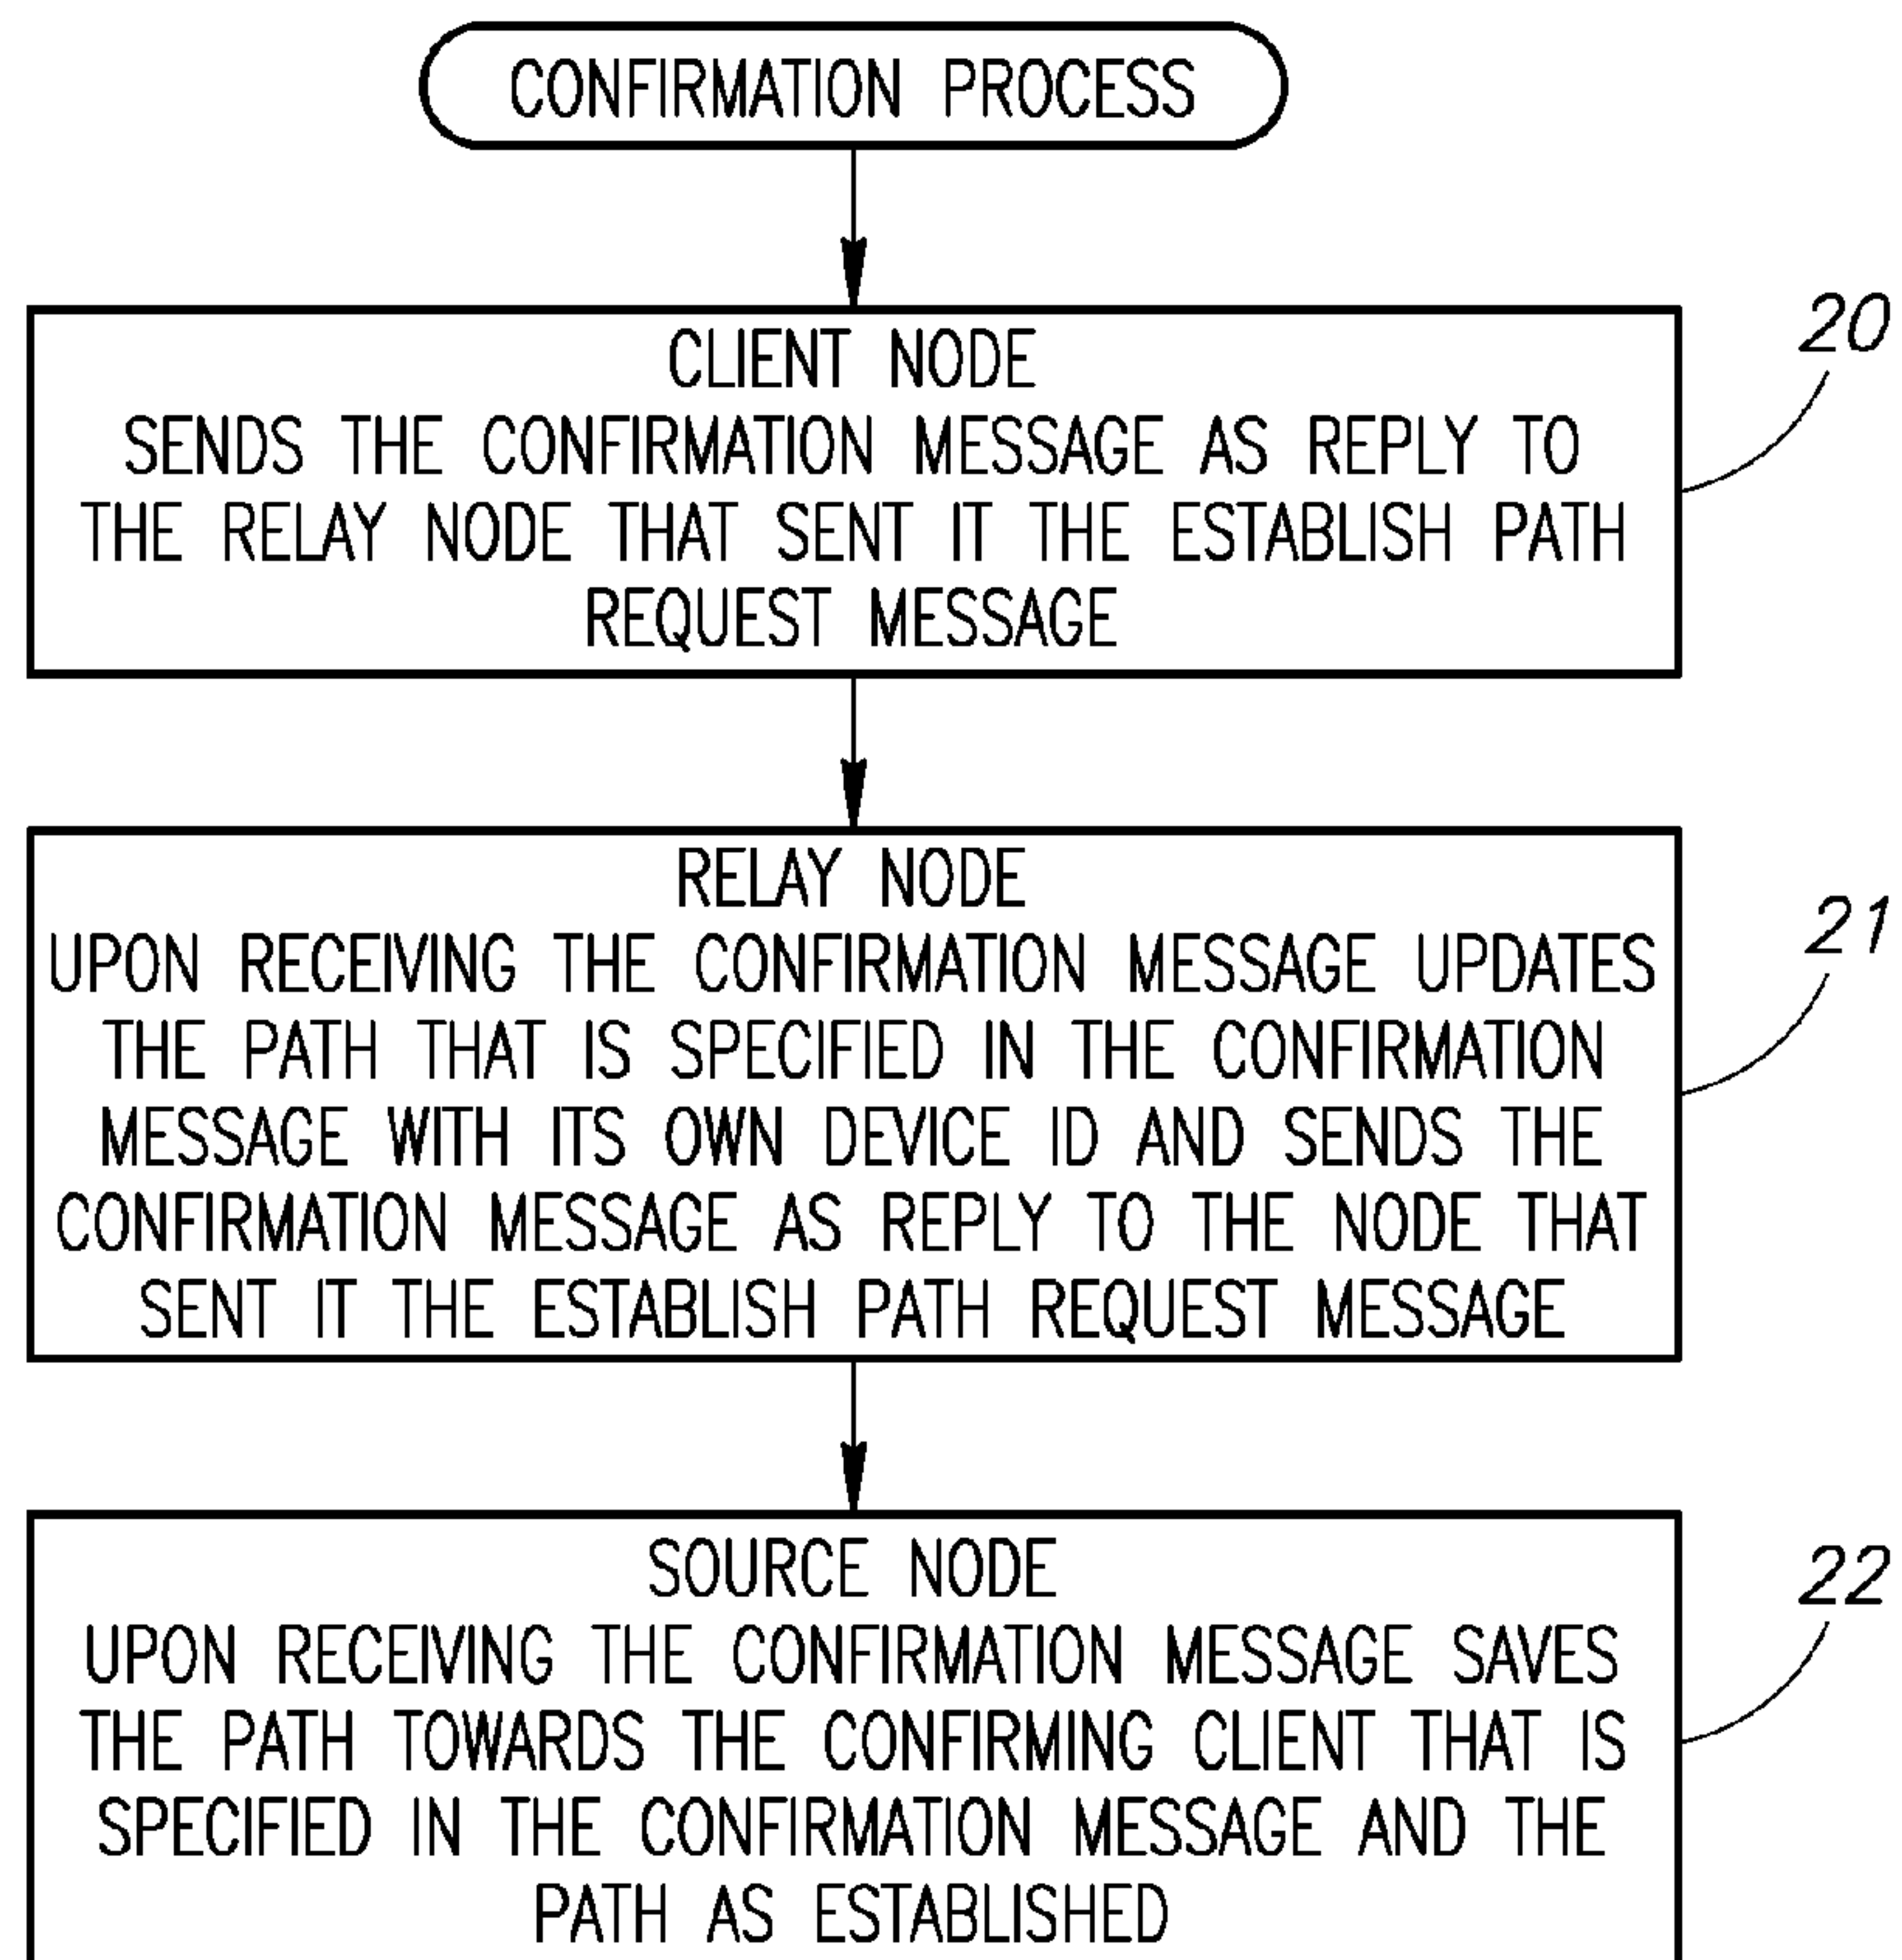 CONFIRMATION PROCESS
20
CLIENT NODE
SENDS THE CONFIRMATION MESSAGE AS REPLY TO
THE RELAY NODE THAT SENT IT THE ESTABLISH PATH
REQUEST MESSAGE
21
RELAY NODE
UPON RECEIVING THE CONFIRMATION MESSAGE UPDATES
THE PATH THAT IS SPECIFIED IN THE CONFIRMATION
MESSAGE WITH ITS OWN DEVICE ID AND SENDS THE
CONFIRMATION MESSAGE AS REPLY TO THE NODE THAT
SENT IT THE ESTABLISH PATH REQUEST MESSAGE
22
SOURCE NODE
UPON RECEIVING THE CONFIRMATION MESSAGE SAVES
THE PATH TOWARDS THE CONFIRMING CLIENT THAT IS
SPECIFIED IN THE CONFIRMATION MESSAGE AND THE
PATH AS ESTABLISHED